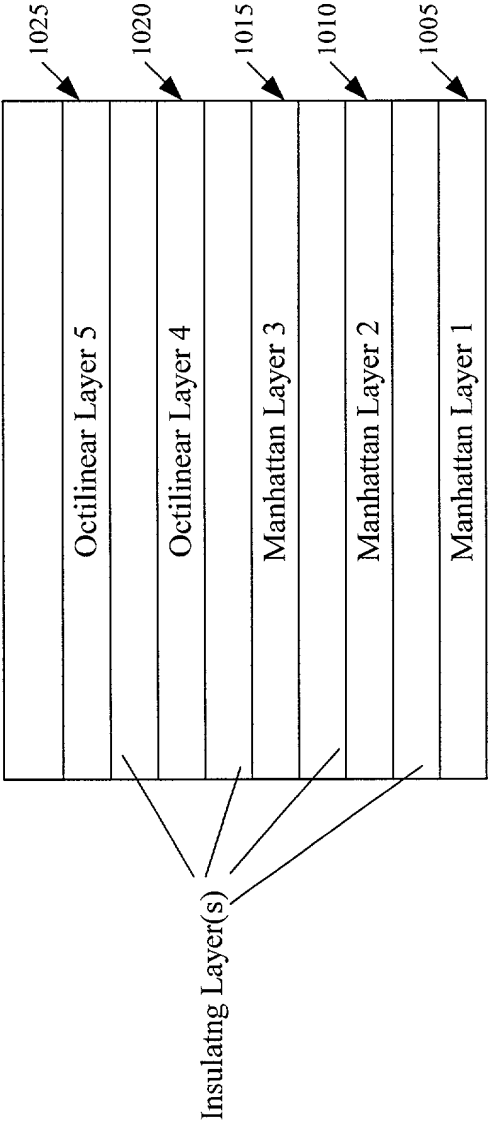 1025
1020
1015
1010
1005
Octilinear Layer 5
Octilinear Layer 4
Manhattan Layer 3
Manhattan Layer 2
Manhattan Layer 1
Insulatng Layer(s)